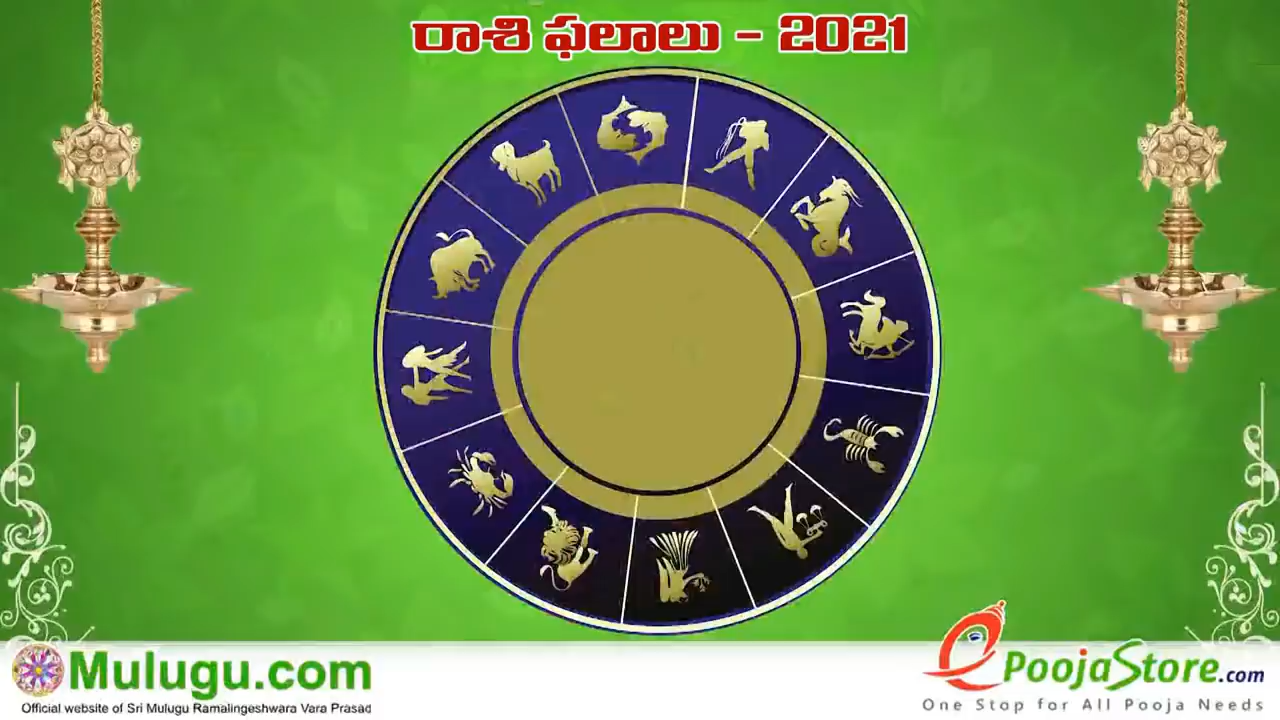 రాశి ఫలాలు - 2021
Mulugu.com
Official website of Sri Mulugu Ramalingeshwara Vara Prasad
ePoojaStore.com
One Stop for All Pooja Needs